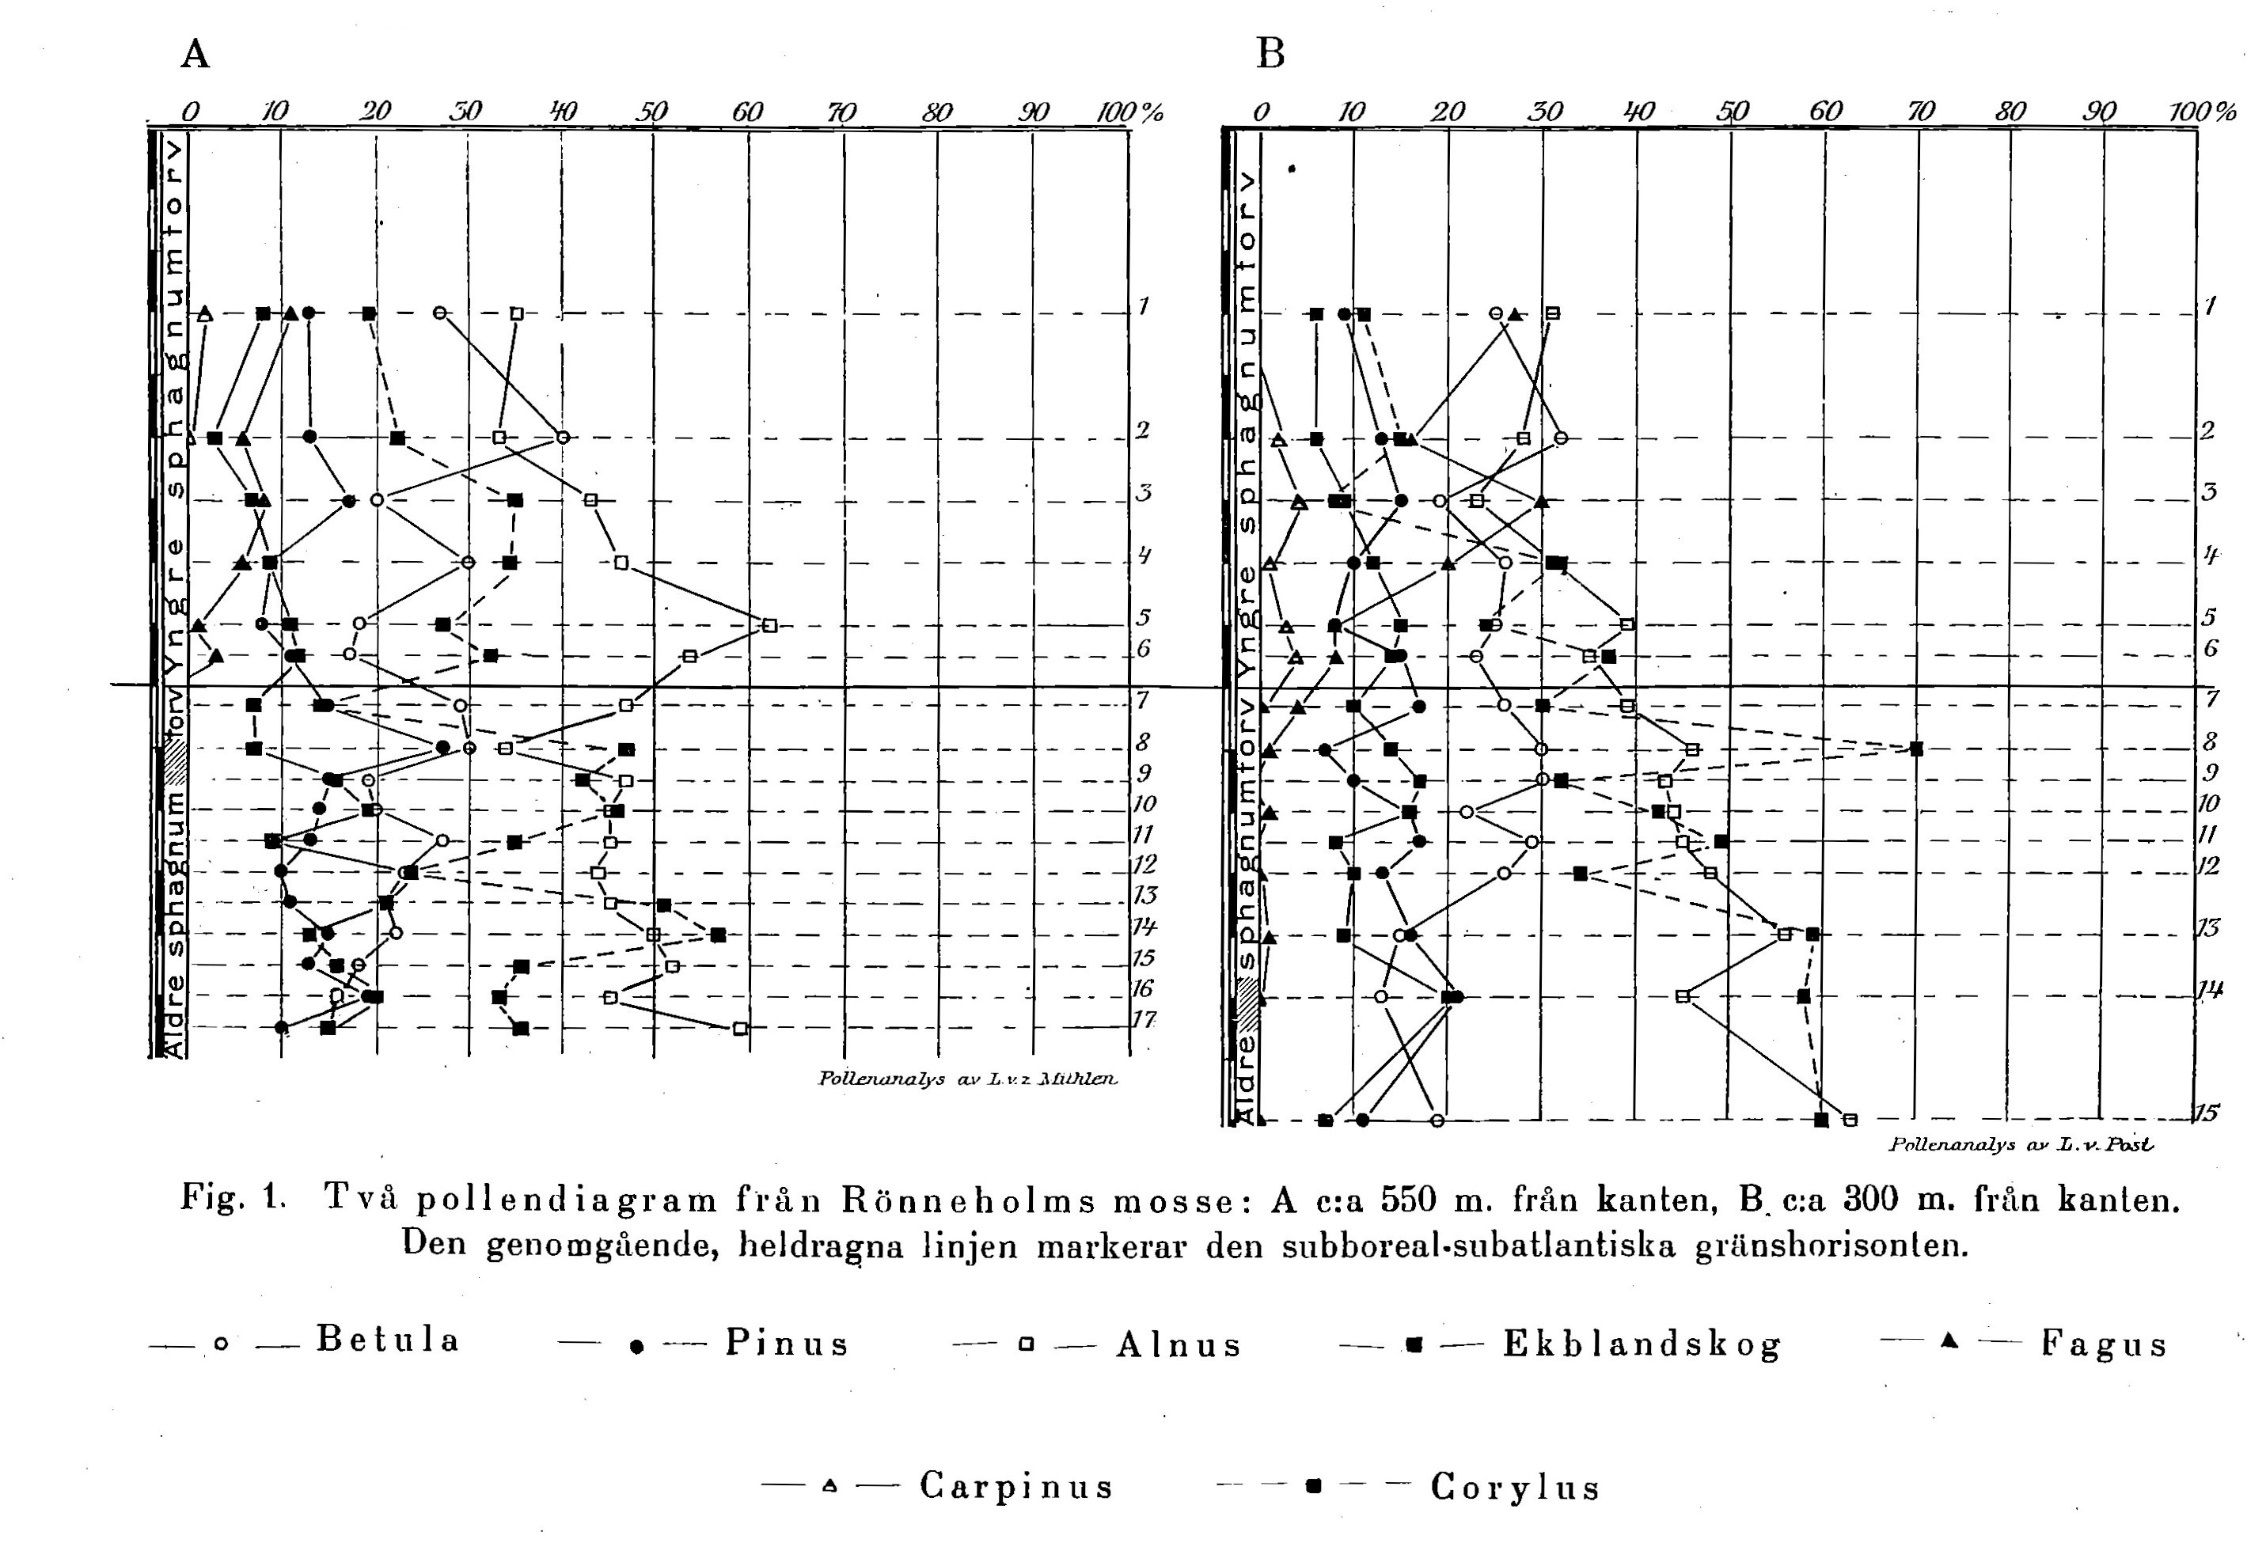 A
0 10 20 30 40 50 60 70 80 90 100 %
Yngre sphagnumtorv
Äldre sphagnumtorv
1
2
3
4
5
6
7
8
9
10
11
12
13
14
15
16
17
Pollenanalys av L. v. z Mühlen
B
0 10 20 30 40 50 60 70 80 90 100 %
Yngre sphagnumtorv
Äldre sphagnumtorv
1
2
3
4
5
6
7
8
9
10
11
12
13
14
15
Pollenanalys av L. v. Post
Fig. 1. Två pollendiagram från Rönneholms mosse: A c:a 550 m. från kanten, B. c:a 300 m. från kanten.
Den genomgående, heldragna linjen markerar den subboreal-subatlantiska gränshorisonten.
Betula Pinus Alnus Ekblandskog Fagus
Carpinus Corylus